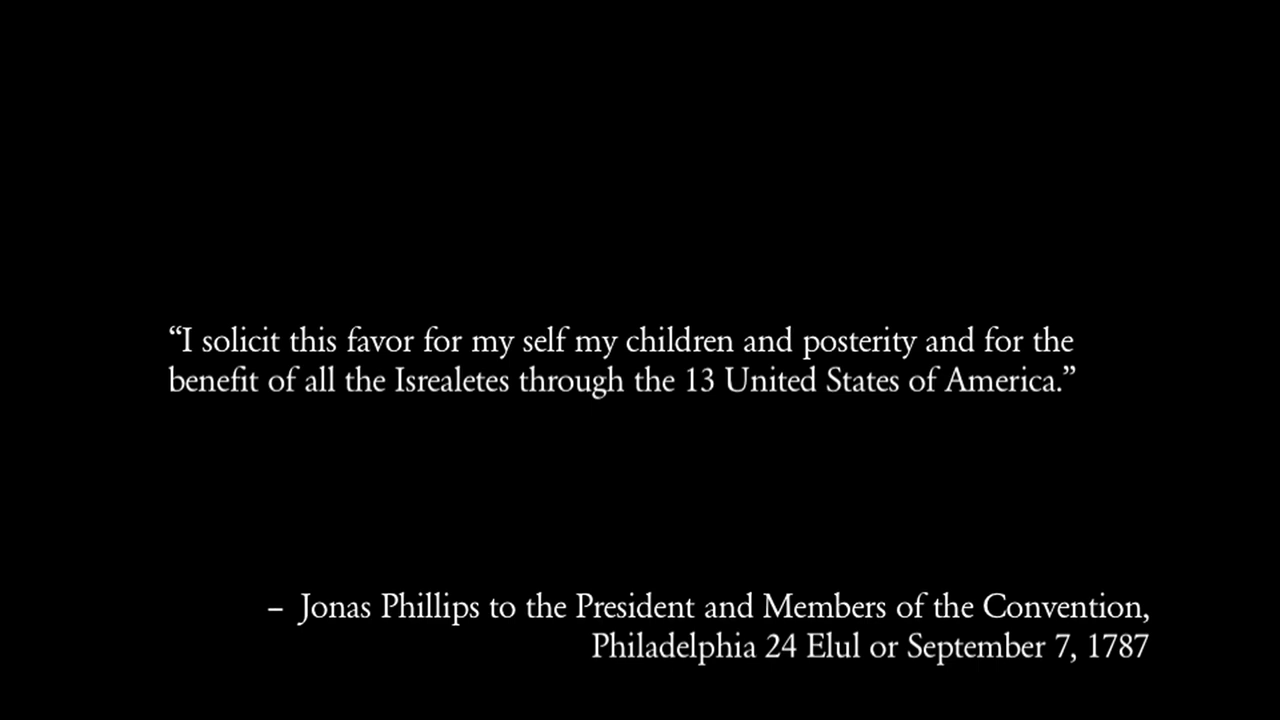 “I solicit this favor for my self my children and posterity and for the
benefit of all the Isrealetes through the 13 United States of America.”
– Jonas Phillips to the President and Members of the Convention,
Philadelphia 24 Elul or September 7, 1787